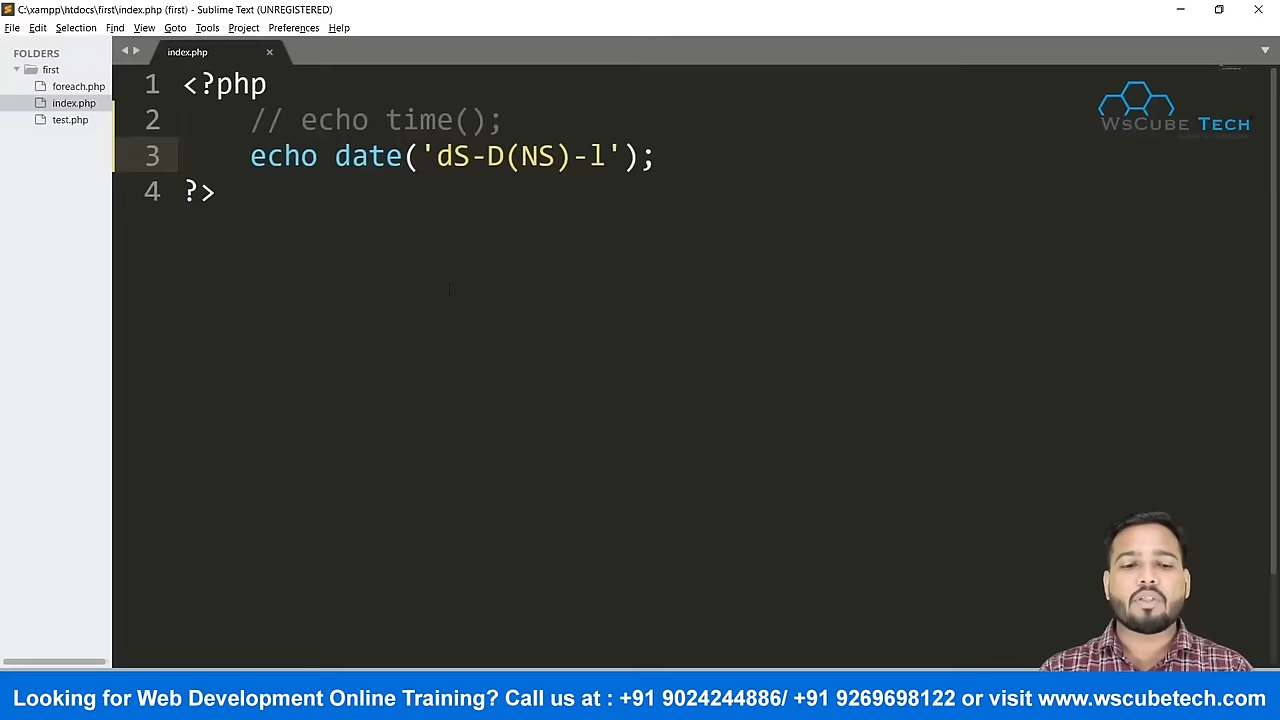 C:\xampp\htdocs\first\index.php (first) - Sublime Text (UNREGISTERED)
File Edit Selection Find View Goto Tools Project Preferences Help
FOLDERS
first
foreach.php
index.php
test.php
index.php
1 <?php
2 // echo time();
3 echo date('dS-D(NS)-l');
4 ?>
WSCUBE TECH
Looking for Web Development Online Training? Call us at : +91 9024244886/ +91 9269698122 or visit www.wscubetech.com